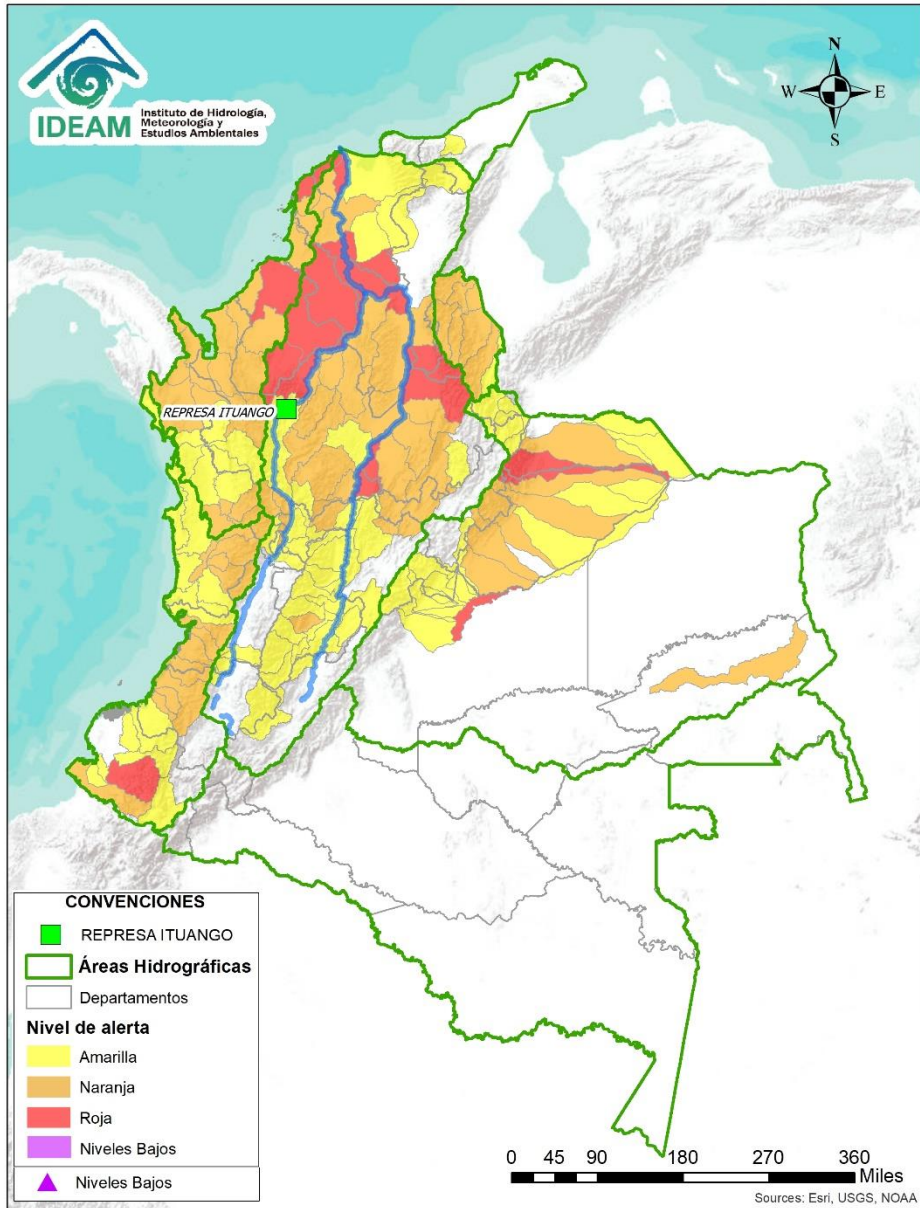 IDEAM
Instituto de Hidrología,
Meteorología y
Estudios Ambientales
N
W
E
S
REPRESA ITUANGO
CONVENCIONES
REPRESA ITUANGO
Áreas Hidrográficas
Departamentos
Nivel de alerta
Amarilla
Naranja
Roja
Niveles Bajos
Niveles Bajos
0 45 90 180 270 360
Miles
Sources: Esri, USGS, NOAA